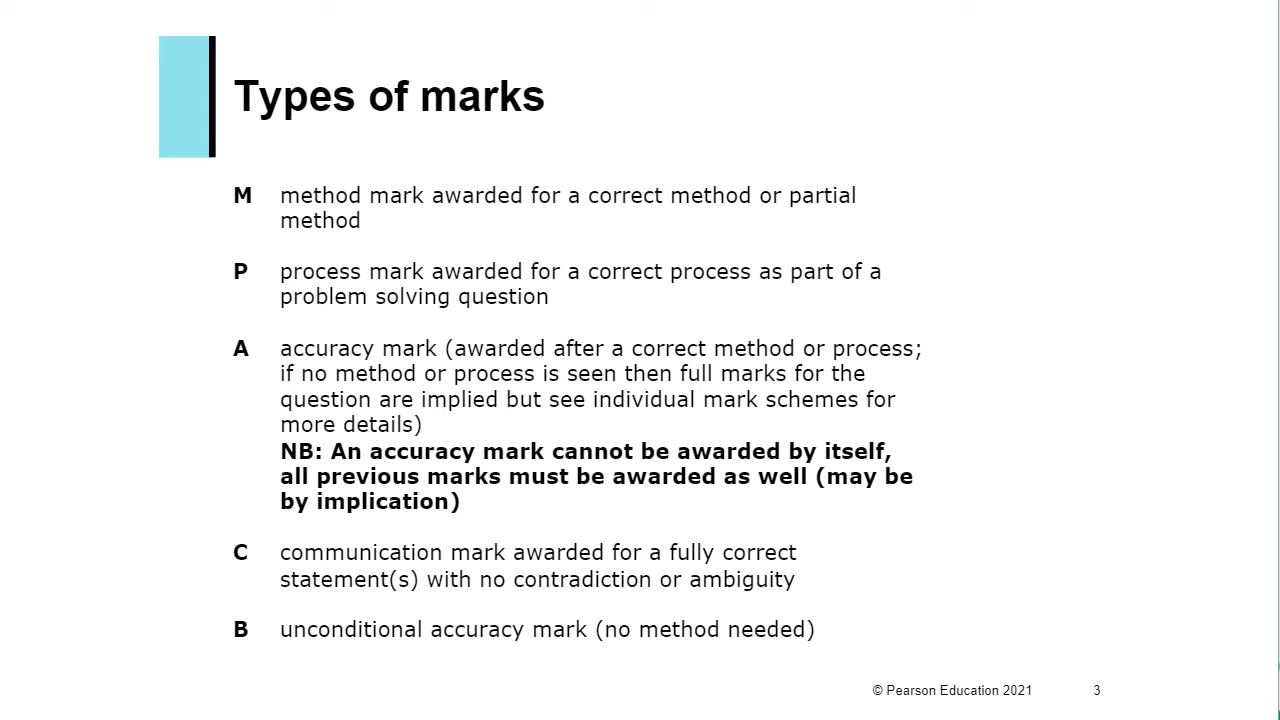 Types of marks
M method mark awarded for a correct method or partial
method
P process mark awarded for a correct process as part of a
problem solving question
A accuracy mark (awarded after a correct method or process;
if no method or process is seen then full marks for the
question are implied but see individual mark schemes for
more details)
NB: An accuracy mark cannot be awarded by itself,
all previous marks must be awarded as well (may be
by implication)
C communication mark awarded for a fully correct
statement(s) with no contradiction or ambiguity
B unconditional accuracy mark (no method needed)
© Pearson Education 2021 3